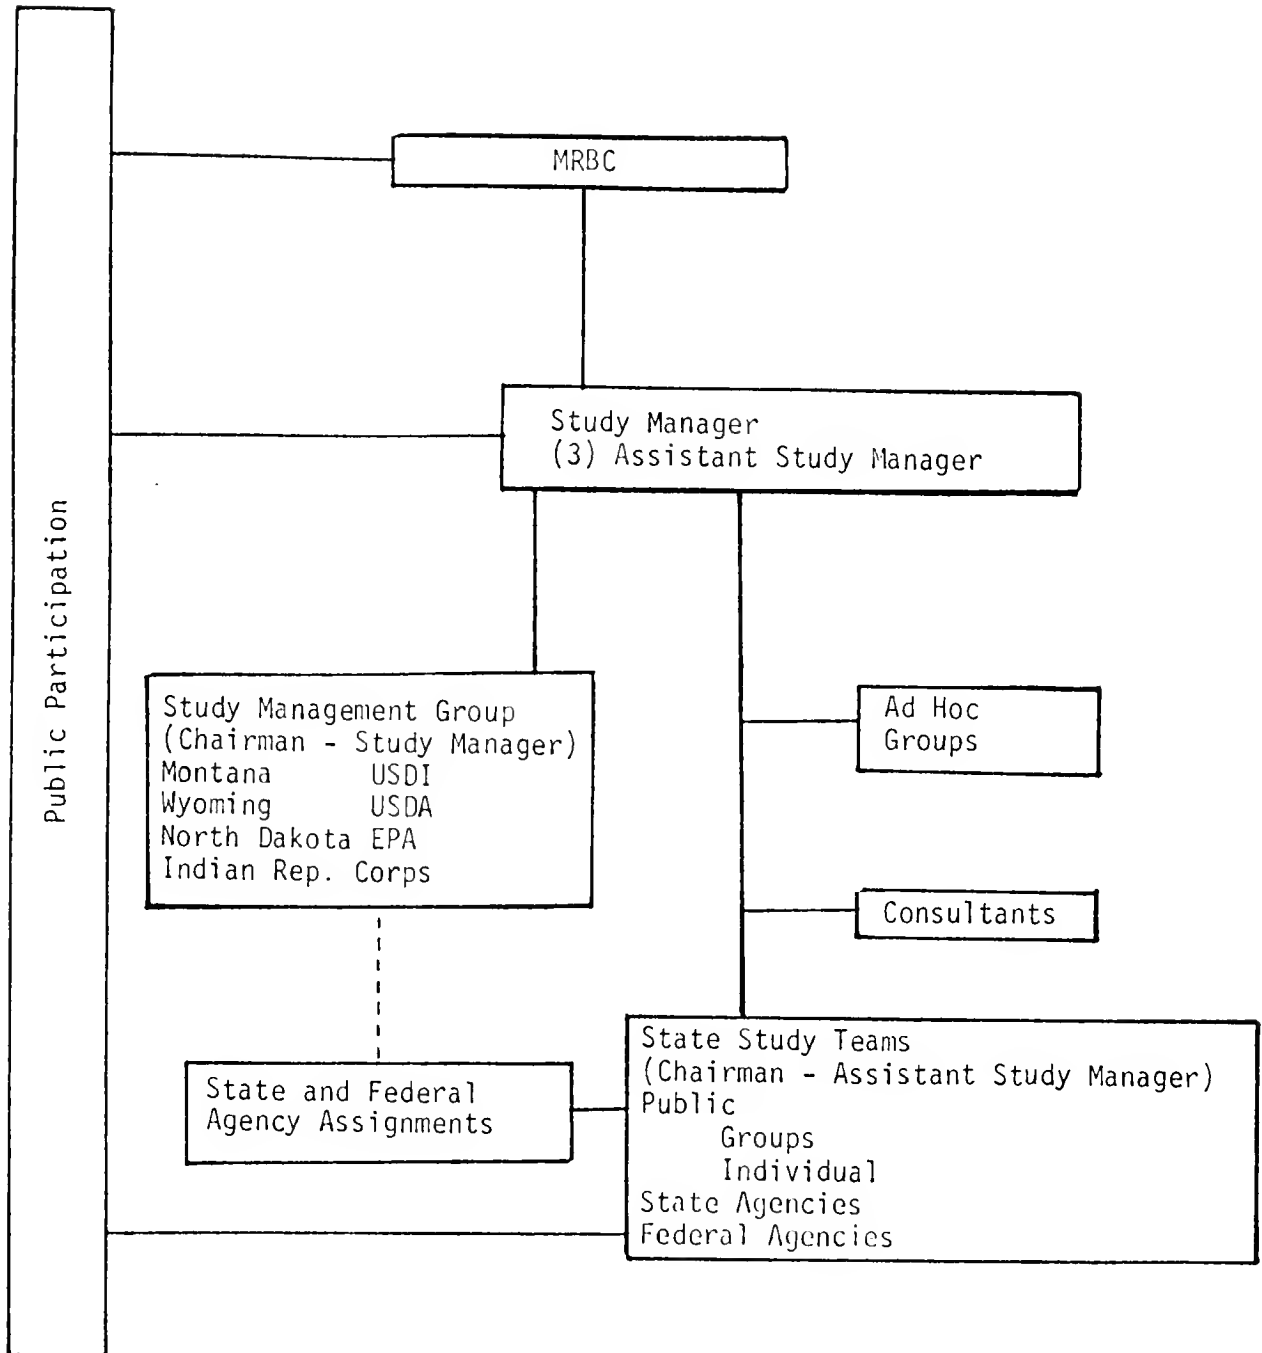 MRBC
Study Manager
(3) Assistant Study Manager
Public Participation
Study Management Group
(Chairman - Study Manager)
Montana USDI
Wyoming USDA
North Dakota EPA
Indian Rep. Corps
Ad Hoc
Groups
Consultants
State and Federal
Agency Assignments
State Study Teams
(Chairman - Assistant Study Manager)
Public
Groups
Individual
State Agencies
Federal Agencies